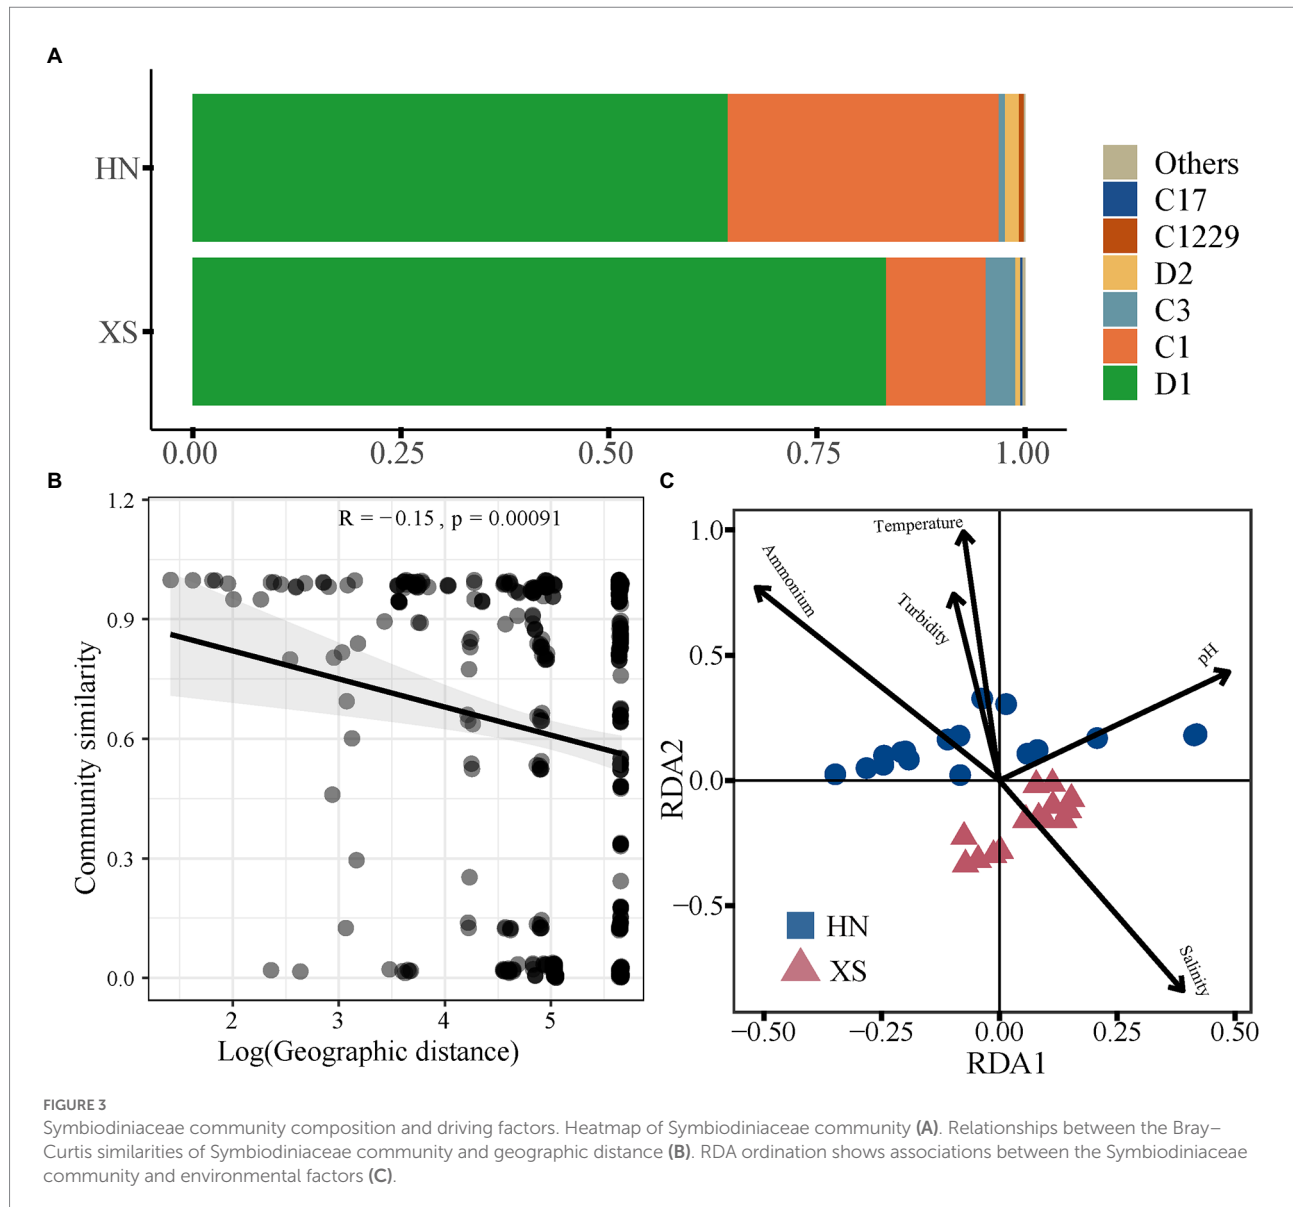 A
HN
XS
0.00 0.25 0.50 0.75 1.00
Others
C17
C1229
D2
C3
C1
D1
B
R = −0.15 , p = 0.00091
1.2
0.9
0.6
0.3
0.0
Community similarity
2 3 4 5
Log(Geographic distance)
C
Temperature
Ammonium
Turbidity
pH
Salinity
1.0
0.5
0.0
−0.5
RDA2
HN
XS
−0.50 −0.25 0.00 0.25 0.50
RDA1
FIGURE 3
Symbiodiniaceae community composition and driving factors. Heatmap of Symbiodiniaceae community (A). Relationships between the Bray–
Curtis similarities of Symbiodiniaceae community and geographic distance (B). RDA ordination shows associations between the Symbiodiniaceae
community and environmental factors (C).